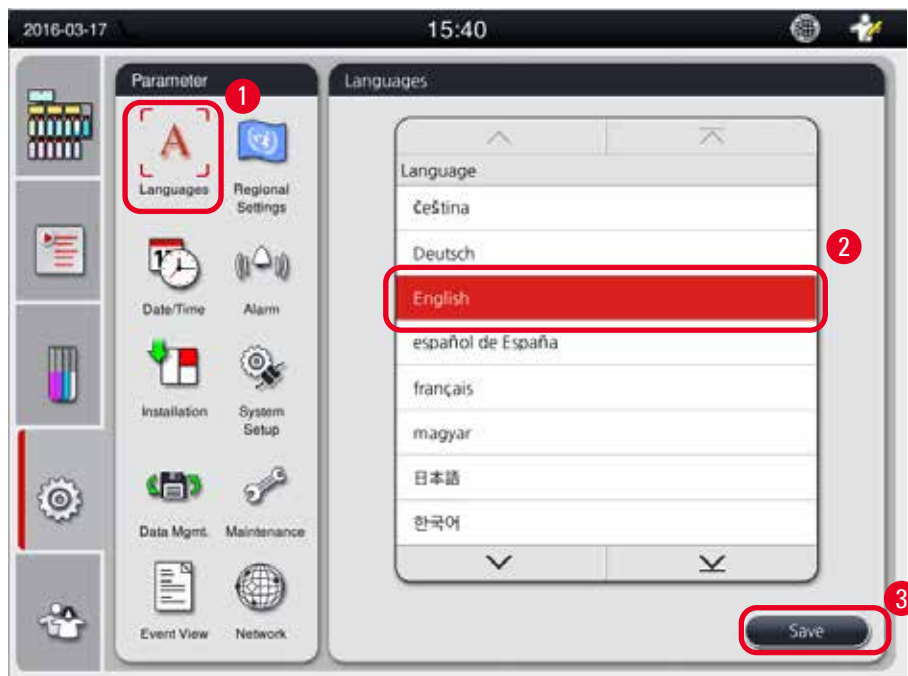 2016-03-17
15:40
Parameter
1
Languages
A
Languages
Regional
Settings
Date/Time
Alarm
Installation
System
Setup
Data Mgmt.
Maintenance
Event View
Network
Language
čeština
Deutsch
2
English
español de España
français
magyar
日本語
한국어
3
Save